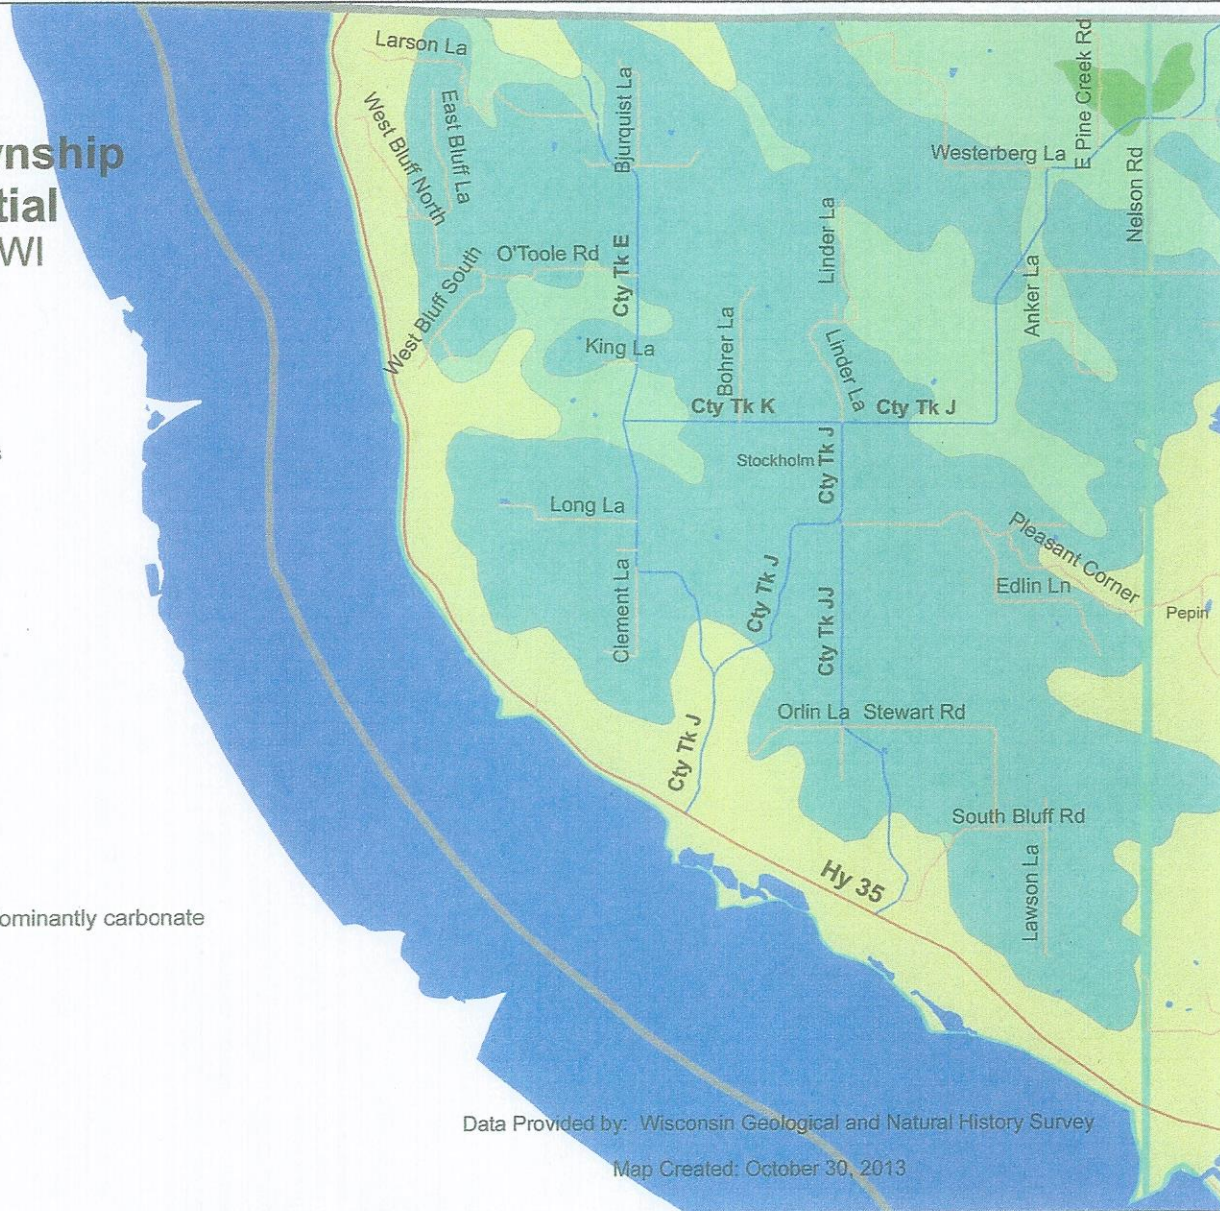 wnship
tial
WI
s
ominantly carbonate
Larson La
West Bluff North
East Bluff La
Bjurquist La
E Pine Creek Rd
Westerberg La
Nelson Rd
O'Toole Rd
Cty Tk E
West Bluff South
Linder La
Anker La
King La
Bohrer La
Linder La
Cty Tk K
Cty Tk J
Stockholm
Cty Tk J
Long La
Pleasant Corner
Clement La
Cty Tk J
Cty Tk JJ
Edlin Ln
Pepin
Orlin La
Stewart Rd
Cty Tk J
South Bluff Rd
Hy 35
Lawson La
Data Provided by: Wisconsin Geological and Natural History Survey
Map Created: October 30, 2013